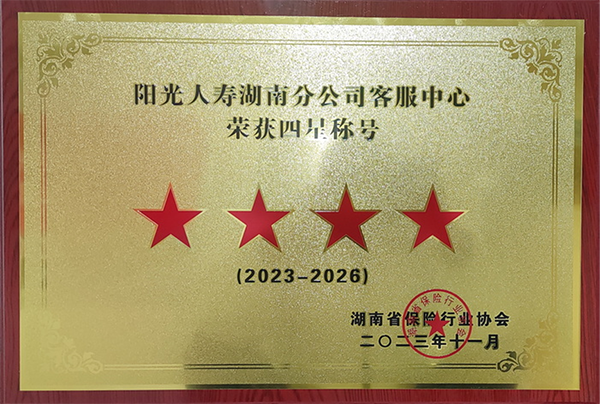 阳光人寿湖南分公司客服中心
荣获四星称号
(2023-2026)
湖南省保险行业协会
二〇二三年十一月